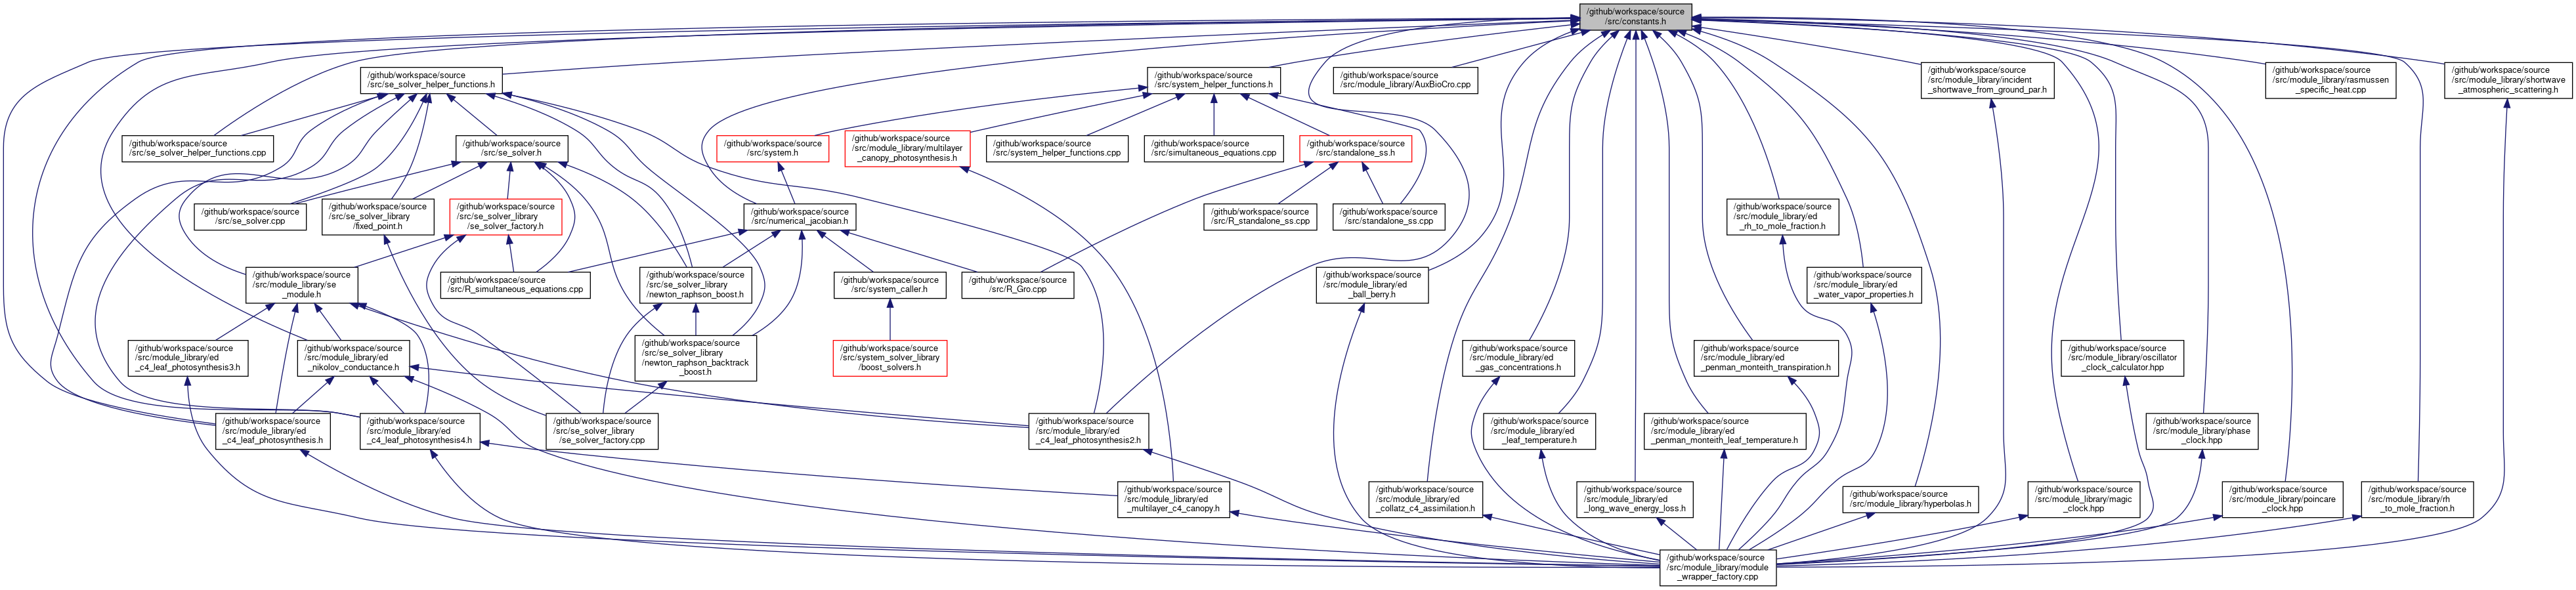 /github/workspace/source
/src/constants.h
/github/workspace/source
/src/se_solver_helper_functions.h
/github/workspace/source
/src/system_helper_functions.h
/github/workspace/source
/src/module_library/AuxBioCro.cpp
/github/workspace/source
/src/module_library/incident
_shortwave_from_ground_par.h
/github/workspace/source
/src/module_library/rasmussen
_specific_heat.cpp
/github/workspace/source
/src/module_library/shortwave
_atmospheric_scattering.h
/github/workspace/source
/src/se_solver_helper_functions.cpp
/github/workspace/source
/src/se_solver.h
/github/workspace/source
/src/system.h
/github/workspace/source
/src/module_library/multilayer
_canopy_photosynthesis.h
/github/workspace/source
/src/system_helper_functions.cpp
/github/workspace/source
/src/simultaneous_equations.cpp
/github/workspace/source
/src/standalone_ss.h
/github/workspace/source
/src/se_solver.cpp
/github/workspace/source
/src/se_solver_library
/fixed_point.h
/github/workspace/source
/src/se_solver_library
/se_solver_factory.h
/github/workspace/source
/src/numerical_jacobian.h
/github/workspace/source
/src/R_standalone_ss.cpp
/github/workspace/source
/src/standalone_ss.cpp
/github/workspace/source
/src/module_library/ed
_rh_to_mole_fraction.h
/github/workspace/source
/src/module_library/se
_module.h
/github/workspace/source
/src/R_simultaneous_equations.cpp
/github/workspace/source
/src/se_solver_library
/newton_raphson_boost.h
/github/workspace/source
/src/system_caller.h
/github/workspace/source
/src/R_Gro.cpp
/github/workspace/source
/src/module_library/ed
_ball_berry.h
/github/workspace/source
/src/module_library/ed
_water_vapor_properties.h
/github/workspace/source
/src/module_library/ed
_c4_leaf_photosynthesis3.h
/github/workspace/source
/src/module_library/ed
_nikolov_conductance.h
/github/workspace/source
/src/se_solver_library
/newton_raphson_backtrack
_boost.h
/github/workspace/source
/src/system_solver_library
/boost_solvers.h
/github/workspace/source
/src/module_library/ed
_gas_concentrations.h
/github/workspace/source
/src/module_library/ed
_penman_monteith_transpiration.h
/github/workspace/source
/src/module_library/oscillator
_clock_calculator.hpp
/github/workspace/source
/src/module_library/ed
_c4_leaf_photosynthesis.h
/github/workspace/source
/src/module_library/ed
_c4_leaf_photosynthesis4.h
/github/workspace/source
/src/se_solver_library
/se_solver_factory.cpp
/github/workspace/source
/src/module_library/ed
_c4_leaf_photosynthesis2.h
/github/workspace/source
/src/module_library/ed
_leaf_temperature.h
/github/workspace/source
/src/module_library/ed
_penman_monteith_leaf_temperature.h
/github/workspace/source
/src/module_library/phase
_clock.hpp
/github/workspace/source
/src/module_library/ed
_multilayer_c4_canopy.h
/github/workspace/source
/src/module_library/ed
_collatz_c4_assimilation.h
/github/workspace/source
/src/module_library/ed
_long_wave_energy_loss.h
/github/workspace/source
/src/module_library/hyperbolas.h
/github/workspace/source
/src/module_library/magic
_clock.hpp
/github/workspace/source
/src/module_library/poincare
_clock.hpp
/github/workspace/source
/src/module_library/rh
_to_mole_fraction.h
/github/workspace/source
/src/module_library/module
_wrapper_factory.cpp